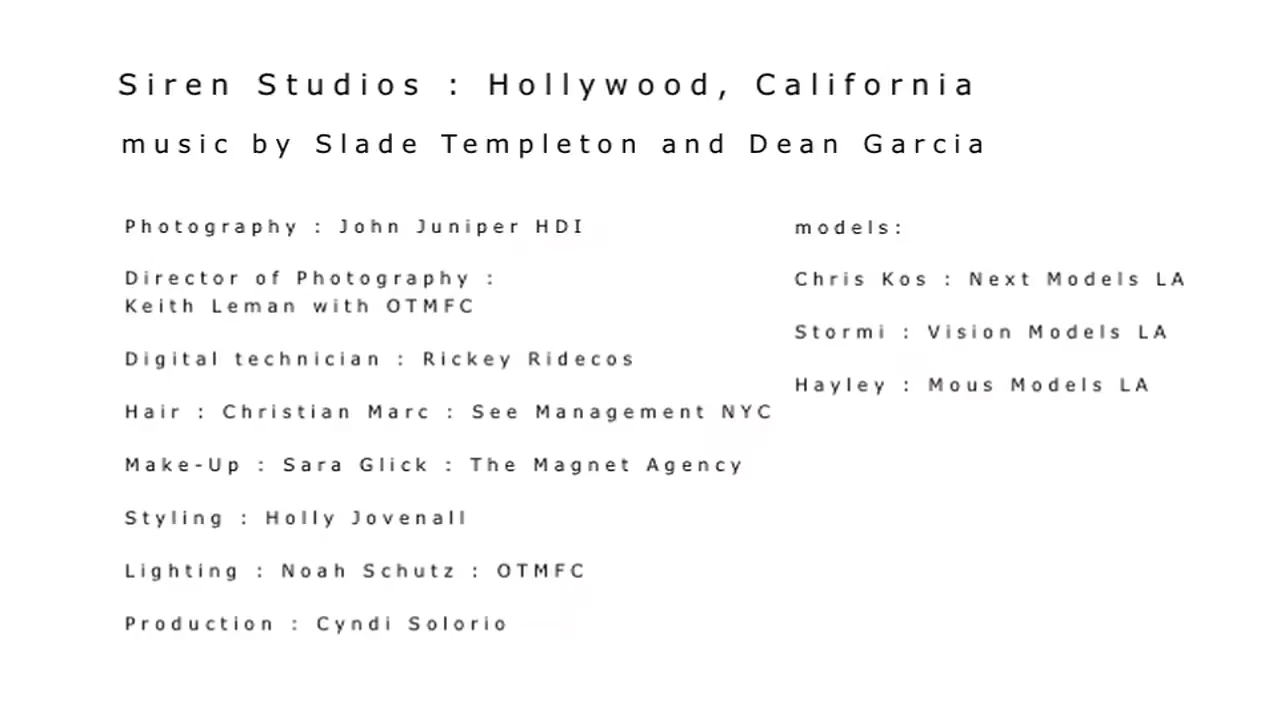 Siren Studios : Hollywood, California
music by Slade Templeton and Dean Garcia
Photography : John Juniper HDI
Director of Photography :
Keith Leman with OTMFC
Digital technician : Rickey Ridecos
Hair : Christian Marc : See Management NYC
Make-Up : Sara Glick : The Magnet Agency
Styling : Holly Jovenall
Lighting : Noah Schutz : OTMFC
Production : Cyndi Solorio
models:
Chris Kos : Next Models LA
Stormi : Vision Models LA
Hayley : Mous Models LA